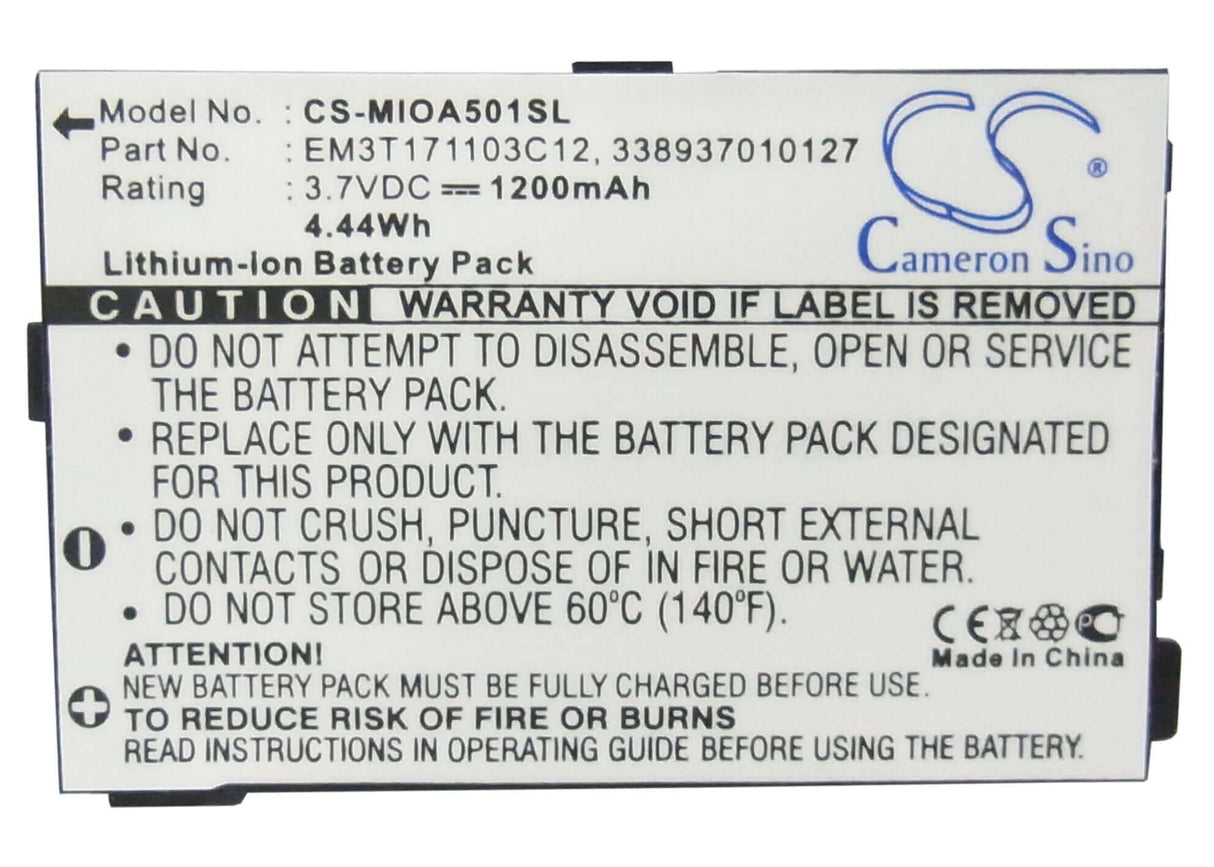 Model No. : CS-MIOA501SL
Part No. : EM3T171103C12, 338937010127
Rating : 3.7VDC ⎓ 1200mAh
4.44Wh
Lithium-Ion Battery Pack
CS ®
Cameron Sino
CAUTION WARRANTY VOID IF LABEL IS REMOVED
• DO NOT ATTEMPT TO DISASSEMBLE, OPEN OR SERVICE
THE BATTERY PACK.
• REPLACE ONLY WITH THE BATTERY PACK DESIGNATED
FOR THIS PRODUCT.
• DO NOT CRUSH, PUNCTURE, SHORT EXTERNAL
CONTACTS OR DISPOSE OF IN FIRE OR WATER.
• DO NOT STORE ABOVE 60°C (140°F).
CE
Made In China
ATTENTION!
NEW BATTERY PACK MUST BE FULLY CHARGED BEFORE USE.
TO REDUCE RISK OF FIRE OR BURNS
READ INSTRUCTIONS IN OPERATING GUIDE BEFORE USING THE BATTERY.